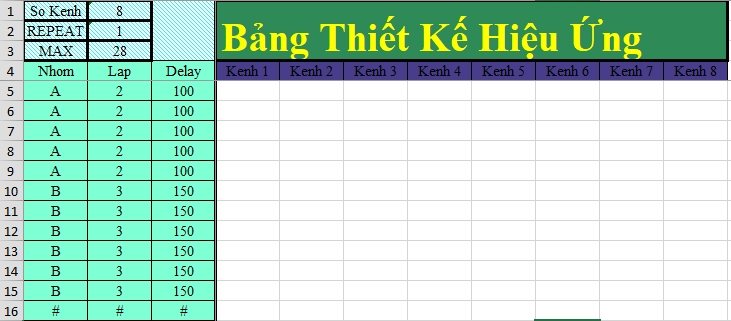 1 So Kenh 8
2 REPEAT 1
3 MAX 28
Bảng Thiết Kế Hiệu Ứng
4 Nhom Lap Delay Kenh 1 Kenh 2 Kenh 3 Kenh 4 Kenh 5 Kenh 6 Kenh 7 Kenh 8
5 A 2 100
6 A 2 100
7 A 2 100
8 A 2 100
9 A 2 100
10 B 3 150
11 B 3 150
12 B 3 150
13 B 3 150
14 B 3 150
15 B 3 150
16 # # #